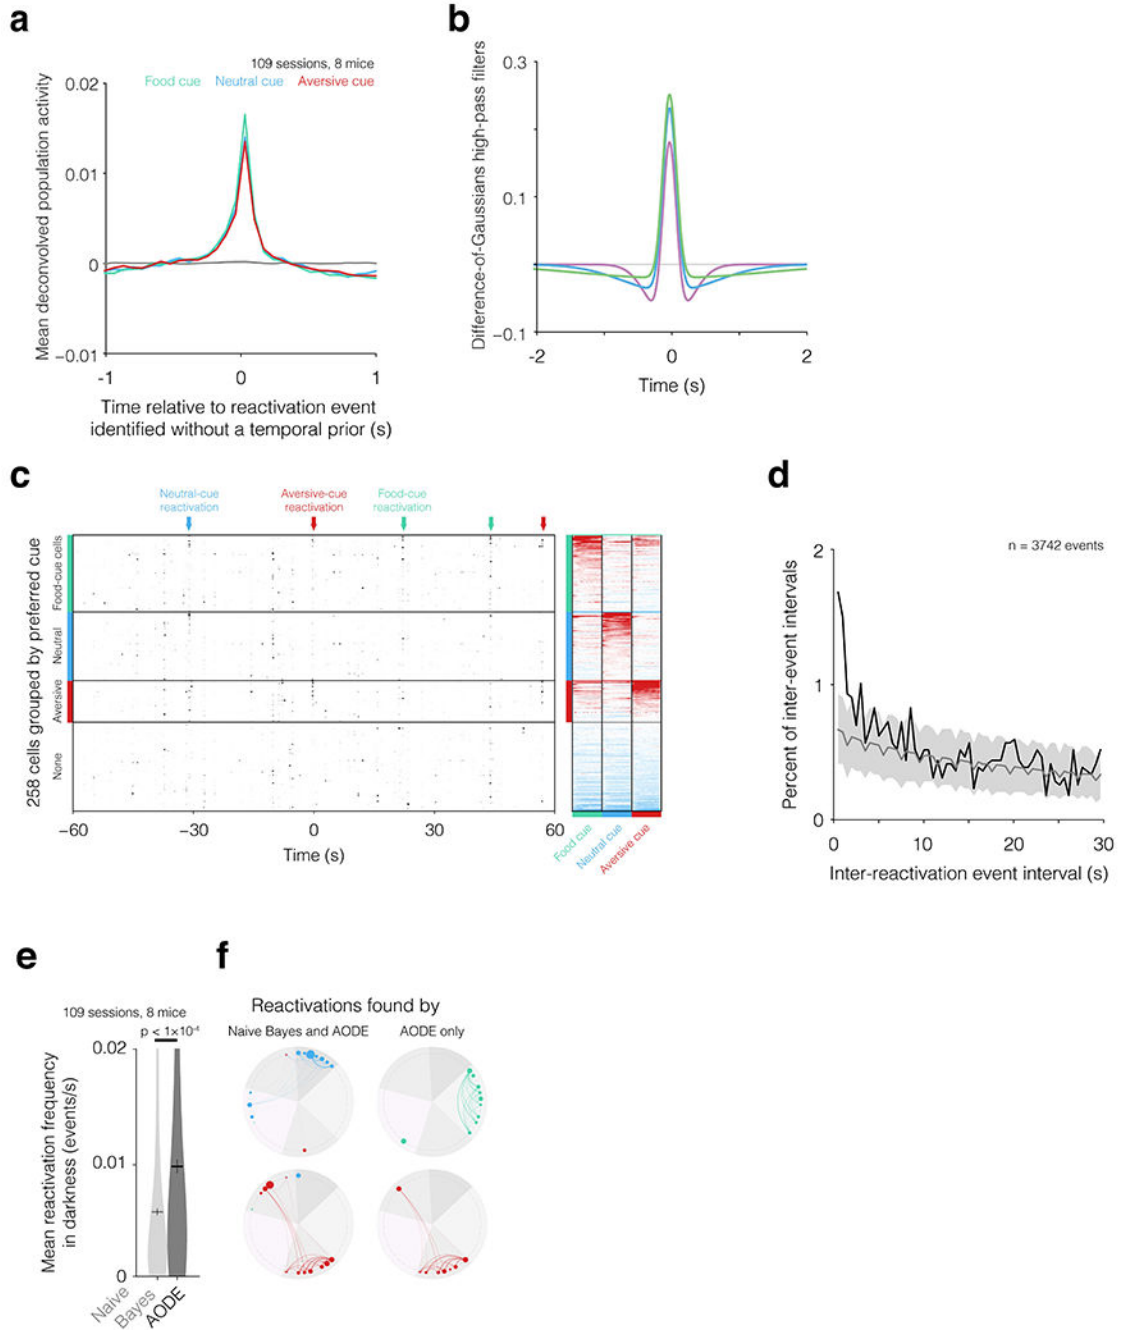 a
109 sessions, 8 mice
Food cue Neutral cue Aversive cue
Mean deconvolved population activity
0.02
0.01
0
−0.01
-1 0 1
Time relative to reactivation event
identified without a temporal prior (s)
b
Difference-of-Gaussians high-pass filters
0.3
0.1
−0.1
-2 0 2
Time (s)
c
Neutral-cue
reactivation
Aversive-cue
reactivation
Food-cue
reactivation
258 cells grouped by preferred cue
Food-cue cells
Neutral
Aversive
None
−60 −30 0 30 60
Time (s)
Food cue
Neutral cue
Aversive cue
d
n = 3742 events
Percent of inter-event intervals
2
1
0
0 10 20 30
Inter-reactivation event interval (s)
e
109 sessions, 8 mice
p < 1×10⁻⁴
Mean reactivation frequency
in darkness (events/s)
0.02
0.01
0
Naive
Bayes
AODE
f
Reactivations found by
Naive Bayes and AODE
AODE only